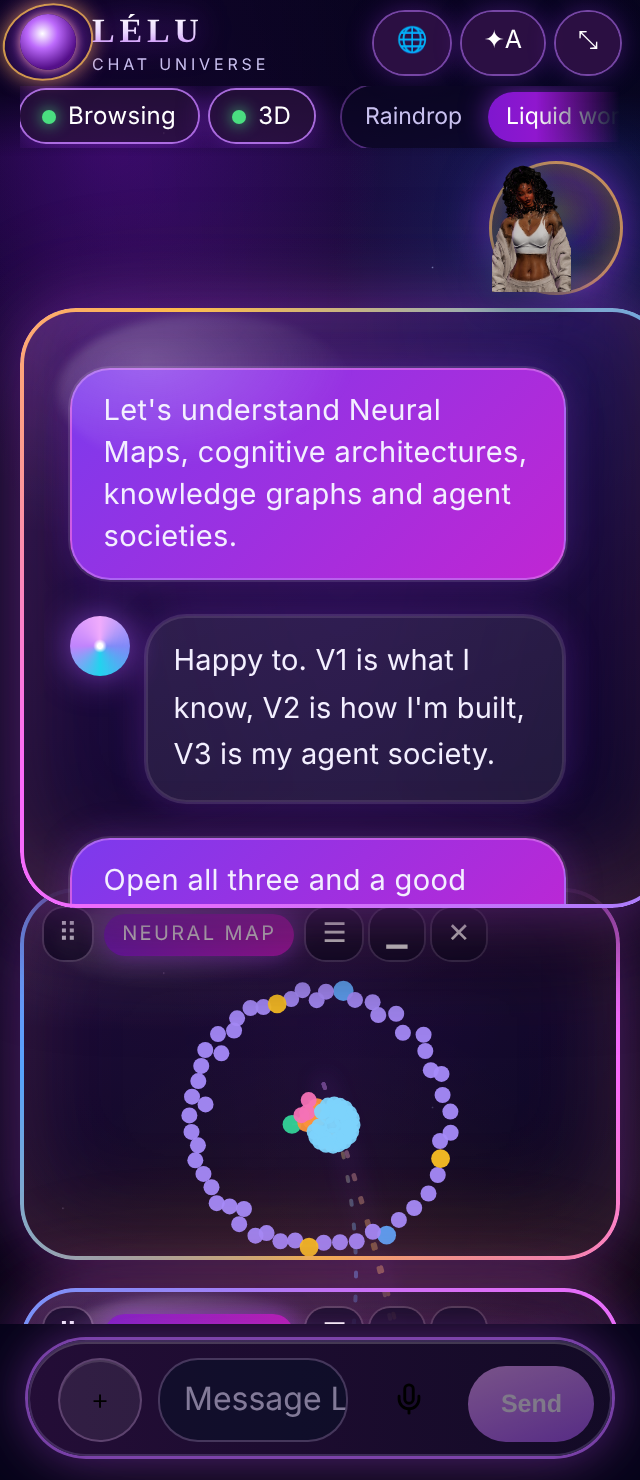 LÉLU
CHAT UNIVERSE
✦A
Browsing
3D
Raindrop
Liquid wor
Let's understand Neural
Maps, cognitive architectures,
knowledge graphs and agent
societies.
Happy to. V1 is what I
know, V2 is how I'm built,
V3 is my agent society.
Open all three and a good
NEURAL MAP
Message L
Send